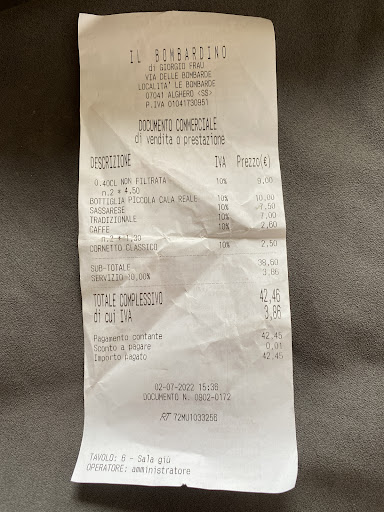 IL BOMBARDINO
di GIORGIO FRAU
VIA DELLE BOMBARDE
LOCALITA' LE BOMBARDE
07041 ALGHERO <SS>
P.IVA 01041730951
DOCUMENTO COMMERCIALE
di vendita o prestazione
DESCRIZIONE IVA Prezzo(€)
0.40CL NON FILTRATA 10% 9,00
n.2 * 4,50
BOTTIGLIA PICCOLA CALA REALE 10% 10,00
SASSARESE 10% 7,50
TRADIZIONALE 10% 7,00
CAFFE 10% 2,60
n.2 * 1,30
CORNETTO CLASSICO 10% 2,50
SUB-TOTALE 38,60
SERVIZIO 10,00% 3,86
TOTALE COMPLESSIVO 42,46
di cui IVA 3,86
Pagamento contante 42,45
Sconto a pagare 0,01
Importo pagato 42,45
02-07-2022 15:36
DOCUMENTO N. 0902-0172
RT 72MU1033256
TAVOLO: 6 - Sala giù
OPERATORE: amministratore